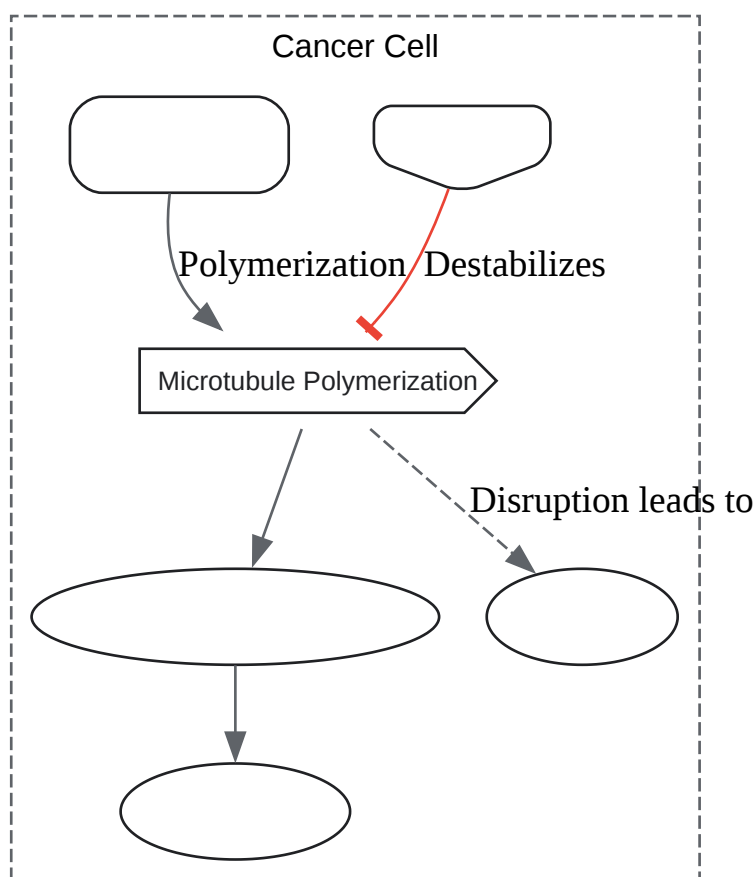 Cancer Cell
Polymerization
Destabilizes
Microtubule Polymerization
Disruption leads to